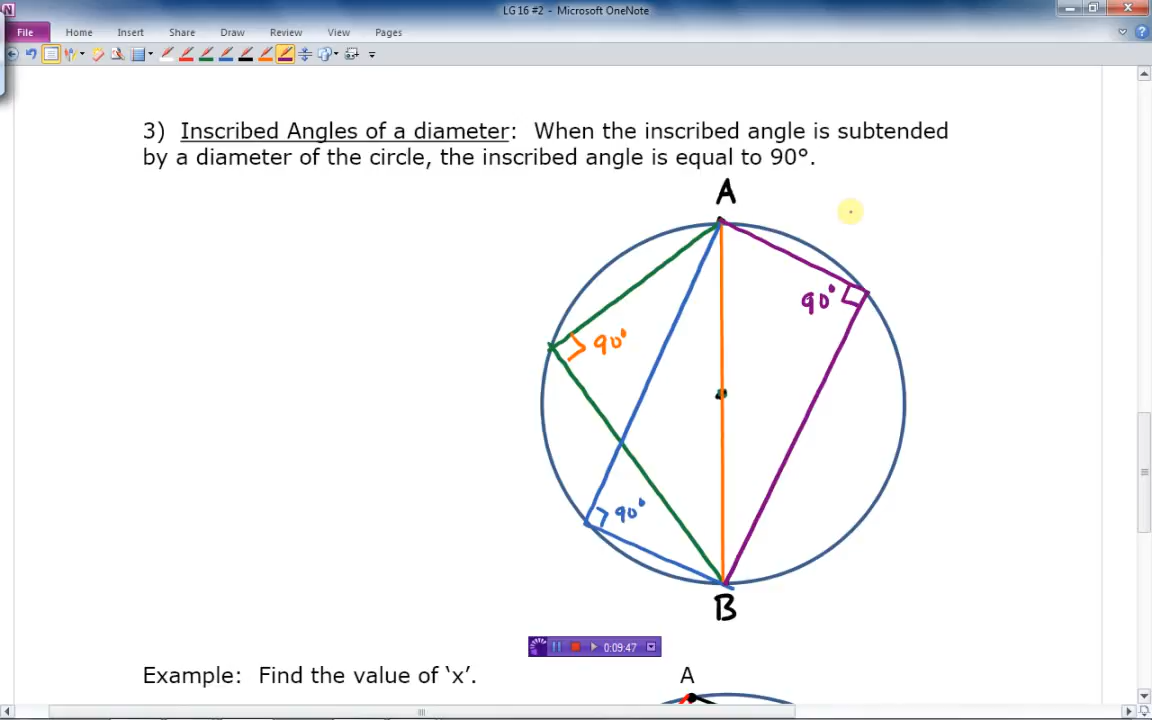 LG 16 #2 - Microsoft OneNote
File Home Insert Share Draw Review View Pages
3) Inscribed Angles of a diameter: When the inscribed angle is subtended
by a diameter of the circle, the inscribed angle is equal to 90°.
A
90°
90°
90°
B
0:09:47
Example: Find the value of ‘x’.
A